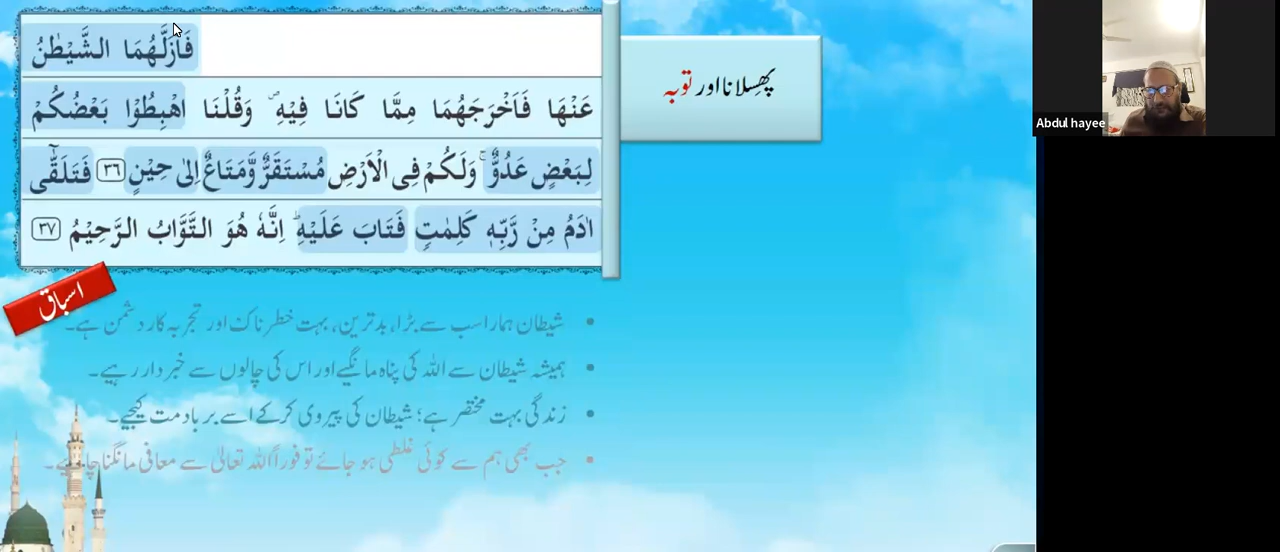 فَاَزَلَّهُمَا الشَّيْطٰنُ
عَنْهَا فَاَخْرَجَهُمَا مِمَّا كَانَا فِيْهِ ۪ وَقُلْنَا اهْبِطُوْا بَعْضُكُمْ
لِبَعْضٍ عَدُوٌّ ۚ وَلَكُمْ فِى الْاَرْضِ مُسْتَقَرٌّ وَّمَتَاعٌ اِلٰى حِيْنٍ ﴿۳۶﴾ فَتَلَقّٰٓى
اٰدَمُ مِنْ رَّبِّهٖ كَلِمٰتٍ فَتَابَ عَلَيْهِ ؕ اِنَّهٗ هُوَ التَّوَّابُ الرَّحِيْمُ ﴿۳۷﴾
پھسلانا اور توبہ
اسباق
• شیطان ہمارا سب سے بڑا، بدترین، بہت خطرناک اور تجربہ کار دشمن ہے۔
• ہمیشہ شیطان سے اللہ کی پناہ مانگیے اور اس کی چالوں سے خبردار رہیے۔
• زندگی بہت مختصر ہے؛ شیطان کی پیروی کرکے اسے برباد مت کیجیے۔
• جب بھی ہم سے کوئی غلطی ہو جائے تو فوراً اللہ تعالیٰ سے معافی مانگنا چاہیے۔
Abdul hayee